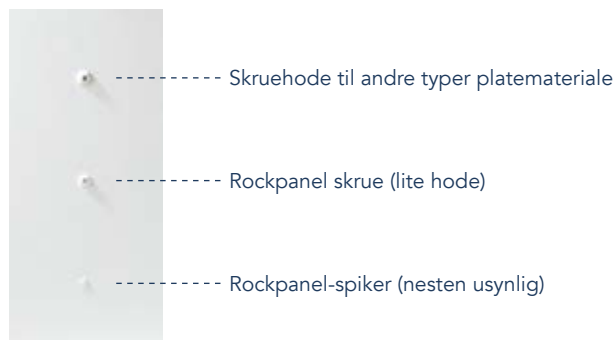 Skruehode til andre typer platemateriale
Rockpanel skrue (lite hode)
Rockpanel-spiker (nesten usynlig)